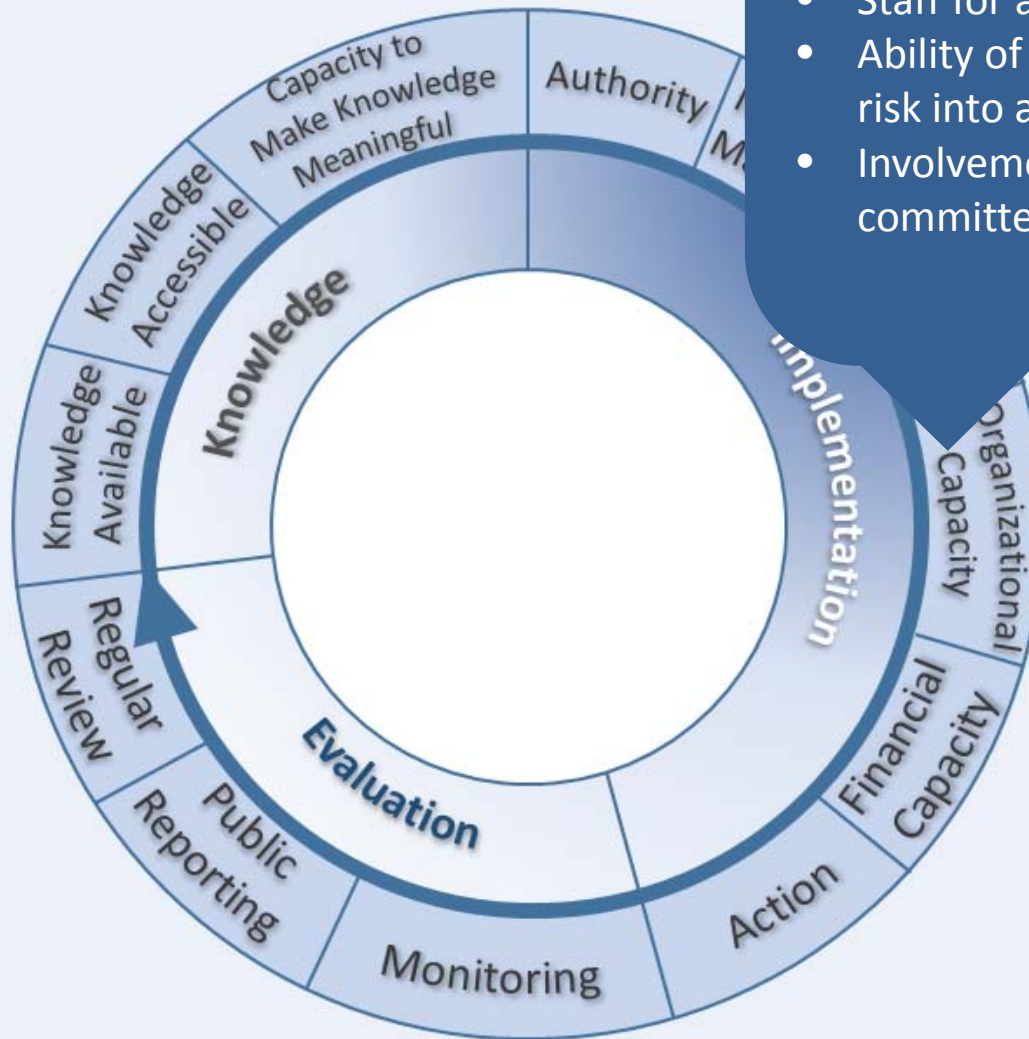 • Staff for a
• Ability of
risk into a
• Involveme
committe
Capacity to
Make Knowledge
Meaningful
Authority
Knowledge
Accessible
Knowledge
Available
Knowledge
Implementation
Organizational
Capacity
Financial
Capacity
Action
Monitoring
Public
Reporting
Regular
Review
Evaluation